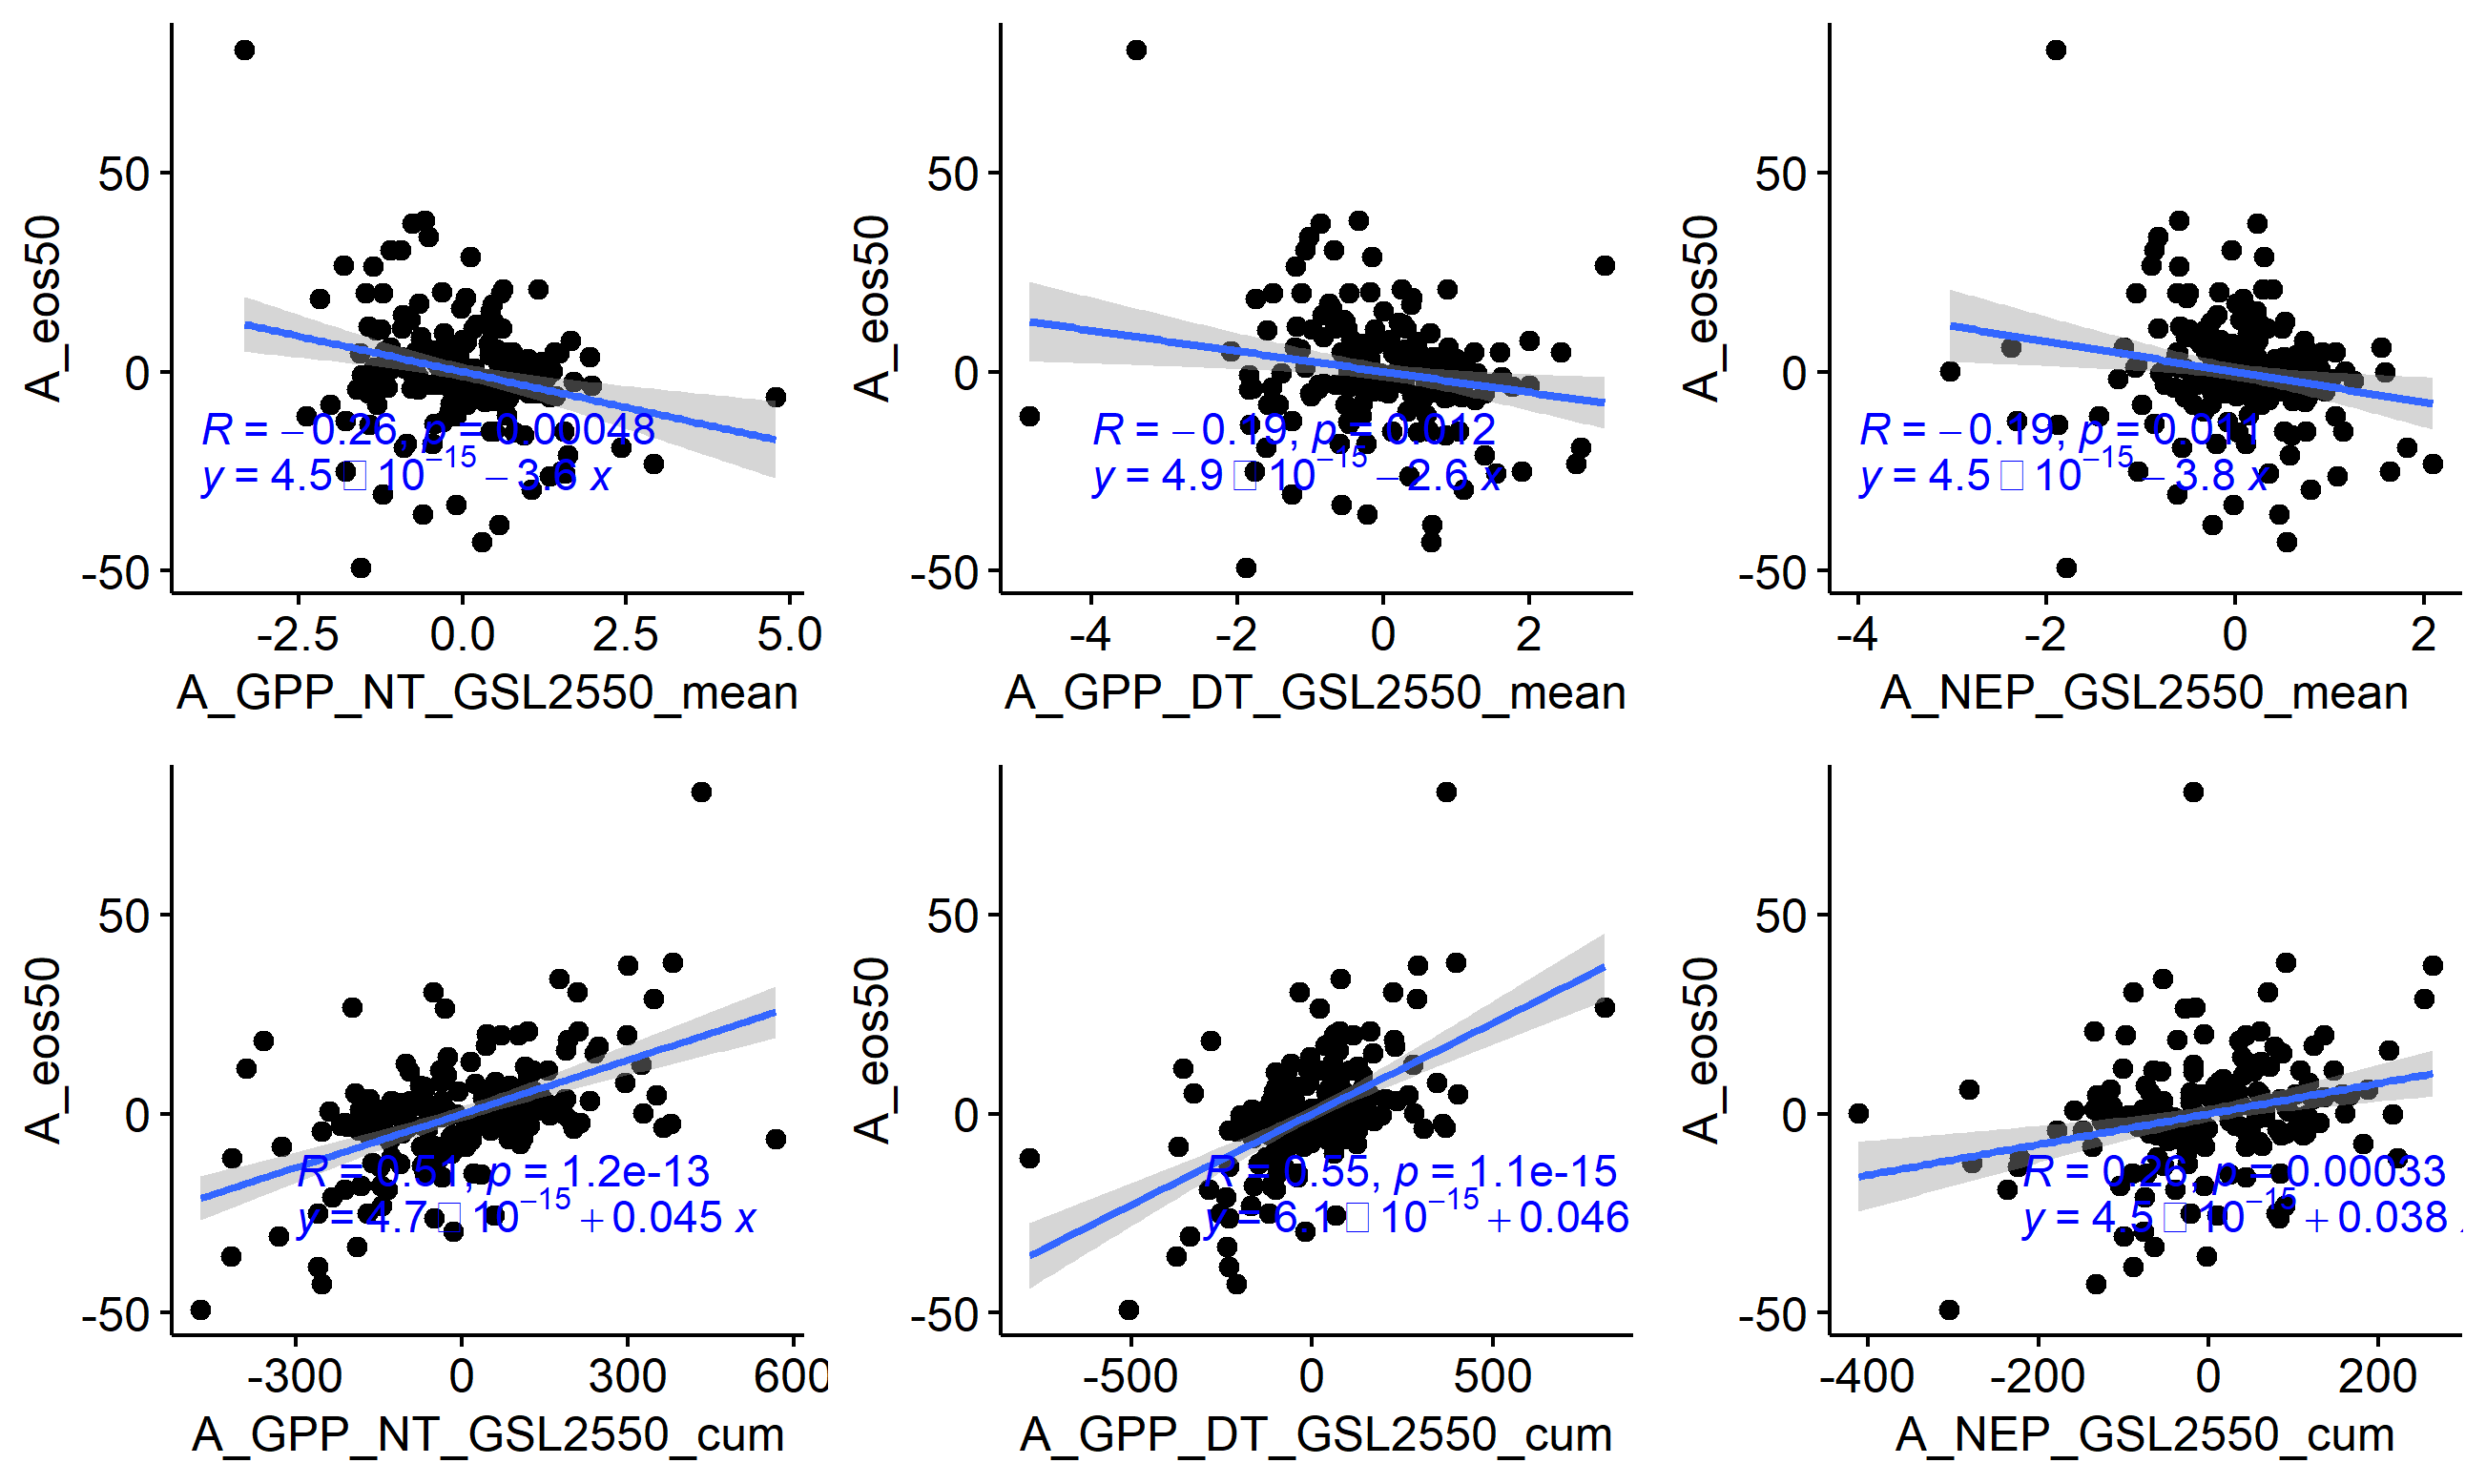 A_eos50
50
0
-50
R = −0.26, p = 0.00048
y = 4.5 □ 10⁻¹⁵ − 3.6 x
-2.5 0.0 2.5 5.0
A_GPP_NT_GSL2550_mean
A_eos50
50
0
-50
R = −0.19, p = 0.012
y = 4.9 □ 10⁻¹⁵ − 2.6 x
-4 -2 0 2
A_GPP_DT_GSL2550_mean
A_eos50
50
0
-50
R = −0.19, p = 0.011
y = 4.5 □ 10⁻¹⁵ − 3.8 x
-4 -2 0 2
A_NEP_GSL2550_mean
A_eos50
50
0
-50
R = 0.51, p = 1.2e-13
y = 4.7 □ 10⁻¹⁵ + 0.045 x
-300 0 300 600
A_GPP_NT_GSL2550_cum
A_eos50
50
0
-50
R = 0.55, p = 1.1e-15
y = 6.1 □ 10⁻¹⁵ + 0.046
-500 0 500
A_GPP_DT_GSL2550_cum
A_eos50
50
0
-50
R = 0.26, p = 0.00033
y = 4.5 □ 10⁻¹⁵ + 0.038
-400 -200 0 200
A_NEP_GSL2550_cum